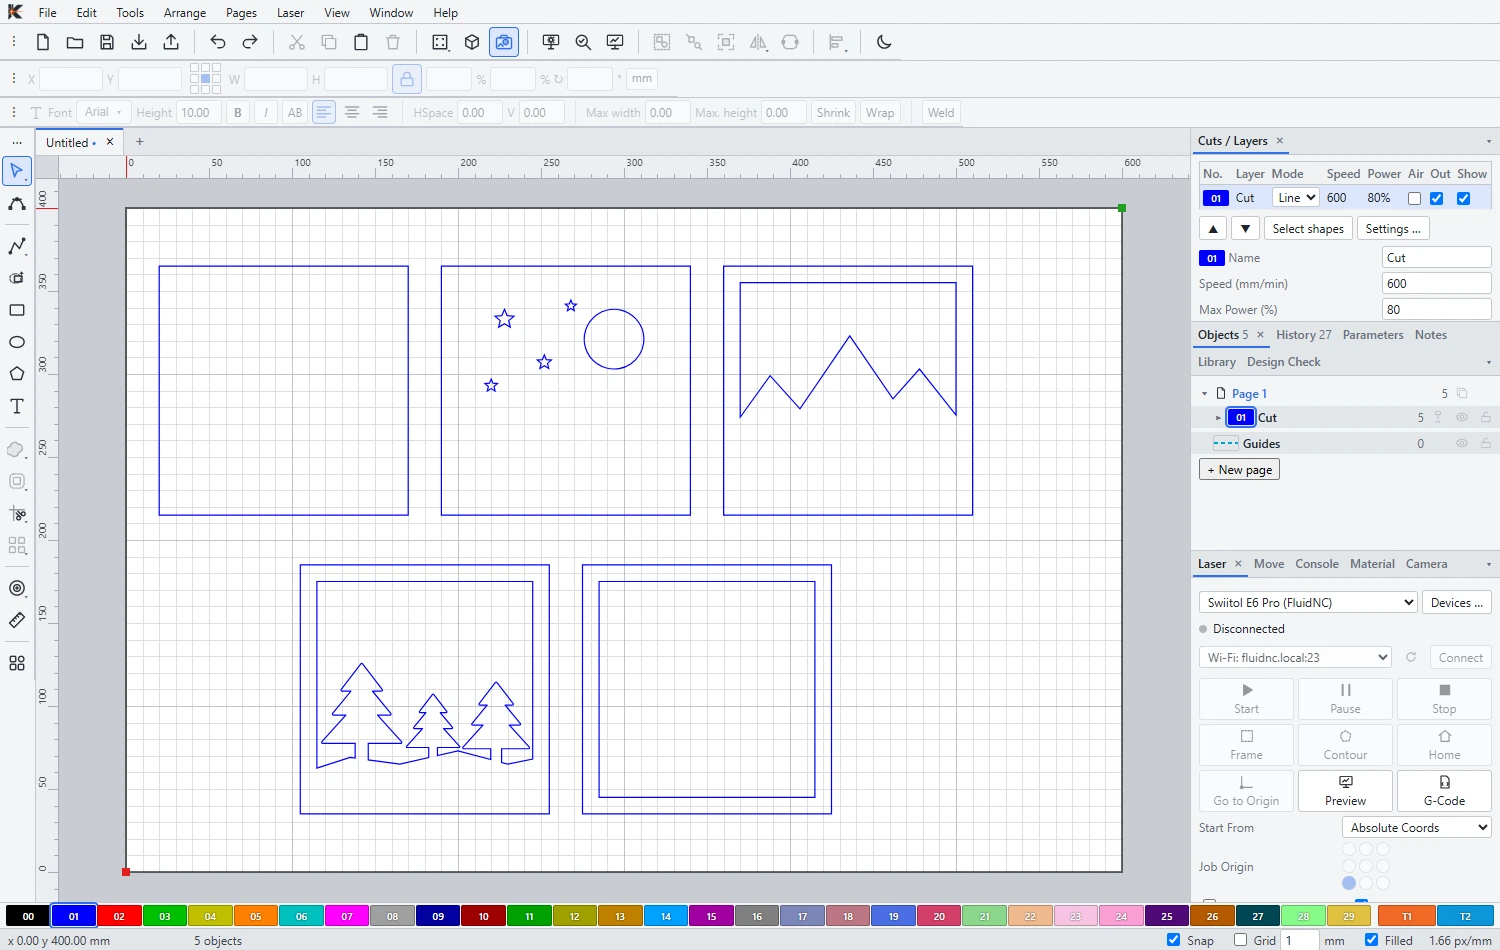 File Edit Tools Arrange Pages Laser View Window Help
X Y W H % % ° mm
Font Arial Height 10.00 B I AB HSpace 0.00 V 0.00 Max width 0.00 Max. height 0.00 Shrink Wrap Weld
Untitled • × +
0 50 100 150 200 250 300 350 400 450 500 550 600
400
350
300
250
200
150
100
50
0
Cuts / Layers ×
No. Layer Mode Speed Power Air Out Show
01 Cut Line 600 80%
▲ ▼ Select shapes Settings ...
01 Name Cut
Speed (mm/min) 600
Max Power (%) 80
Objects 5 × History 27 Parameters Notes
Library Design Check
Page 1 5
01 Cut 5
Guides 0
+ New page
Laser × Move Console Material Camera
Swiitol E6 Pro (FluidNC) Devices ...
Disconnected
Wi-Fi: fluidnc.local:23 Connect
Start Pause Stop
Frame Contour Home
Go to Origin Preview G-Code
Start From Absolute Coords
Job Origin
00 01 02 03 04 05 06 07 08 09 10 11 12 13 14 15 16 17 18 19 20 21 22 23 24 25 26 27 28 29 T1 T2
x 0.00 y 400.00 mm 5 objects Snap Grid 1 mm Filled 1.66 px/mm